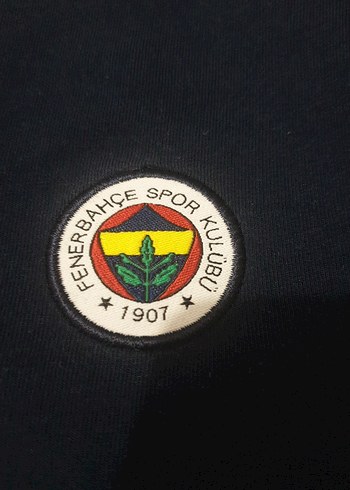 FENERBAHÇE SPOR KULÜBÜ
★ 1907 ★